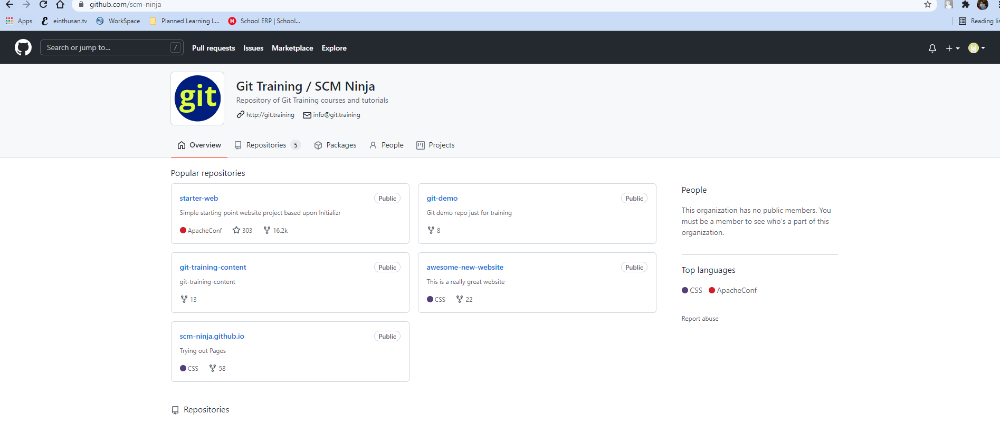 github.com/scm-ninja
Apps einthusan.tv WorkSpace Planned Learning L... School ERP | School... Reading lis
Search or jump to... / Pull requests Issues Marketplace Explore
git
Git Training / SCM Ninja
Repository of Git Training courses and tutorials
http://git.training info@git.training
Overview Repositories 5 Packages People Projects
Popular repositories
starter-web Public
Simple starting point website project based upon Initializr
ApacheConf 303 16.2k
git-demo Public
Git demo repo just for training
8
git-training-content Public
git-training-content
13
awesome-new-website Public
This is a really great website
CSS 22
scm-ninja.github.io Public
Trying out Pages
CSS 58
People
This organization has no public members. You
must be a member to see who's a part of this
organization.
Top languages
CSS ApacheConf
Report abuse
Repositories